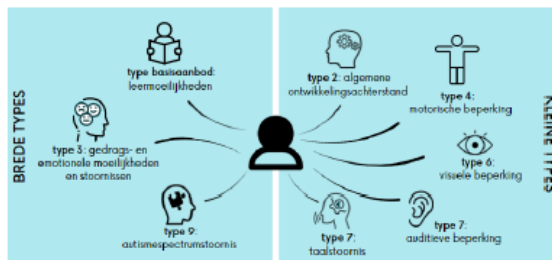 BREDE TYPES
type basisaanbod:
leermoeilijkheden
type 3: gedrags- en
emotionele moeilijkheden
en stoornissen
type 9:
autismespectrumstoornis
type 2: algemene
ontwikkelingsachterstand
type 4:
motorische beperking
type 6:
visuele beperking
type 7:
auditieve beperking
type 7:
taalstoornis
KLEINE TYPES